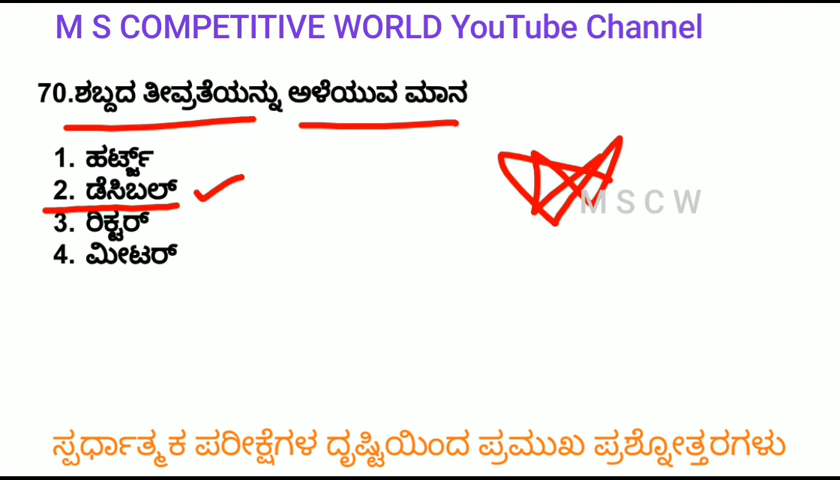 M S COMPETITIVE WORLD YouTube Channel
70.ಶಬ್ದದ ತೀವ್ರತೆಯನ್ನು ಅಳೆಯುವ ಮಾನ
1. ಹರ್ಟ್ಜ್
2. ಡೆಸಿಬಲ್
M S C W
3. ರಿಕ್ಟರ್
4. ಮೀಟರ್
ಸ್ಪರ್ಧಾತ್ಮಕ ಪರೀಕ್ಷೆಗಳ ದೃಷ್ಟಿಯಿಂದ ಪ್ರಮುಖ ಪ್ರಶ್ನೋತ್ತರಗಳು